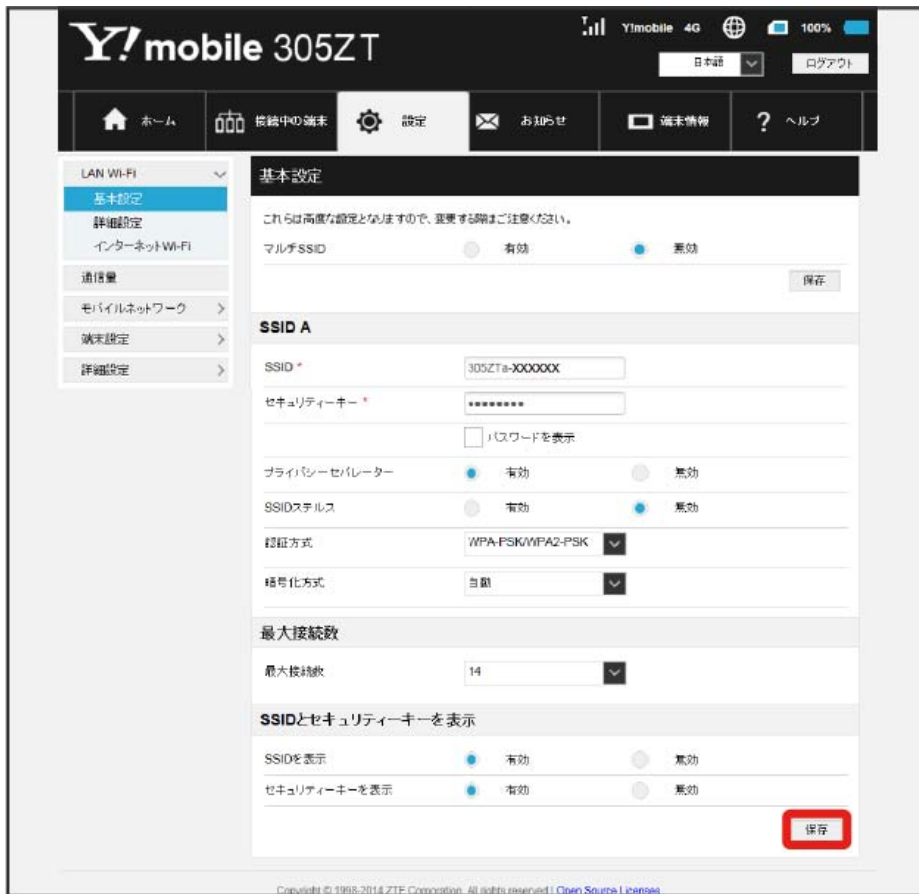 Y!mobile 4G 100%
Y!mobile 305ZT
日本語 ログアウト
ホーム 接続中の端末 設定 お知らせ 端末情報 ? ヘルプ
LAN Wi-Fi
基本設定
詳細設定
インターネットWi-Fi
通信量
モバイルネットワーク
端末設定
詳細設定
基本設定
これらは高度な設定となりますので、変更する際はご注意ください。
マルチSSID 有効 無効
保存
SSID A
SSID * 305ZTa-XXXXXX
セキュリティーキー * ••••••••
パスワードを表示
プライバシーセパレーター 有効 無効
SSIDステルス 有効 無効
認証方式 WPA-PSK/WPA2-PSK
暗号化方式 自動
最大接続数
最大接続数 14
SSIDとセキュリティーキーを表示
SSIDを表示 有効 無効
セキュリティーキーを表示 有効 無効
保存
Copyright © 1998-2014 ZTE Corporation. All rights reserved | Open Source Licenses